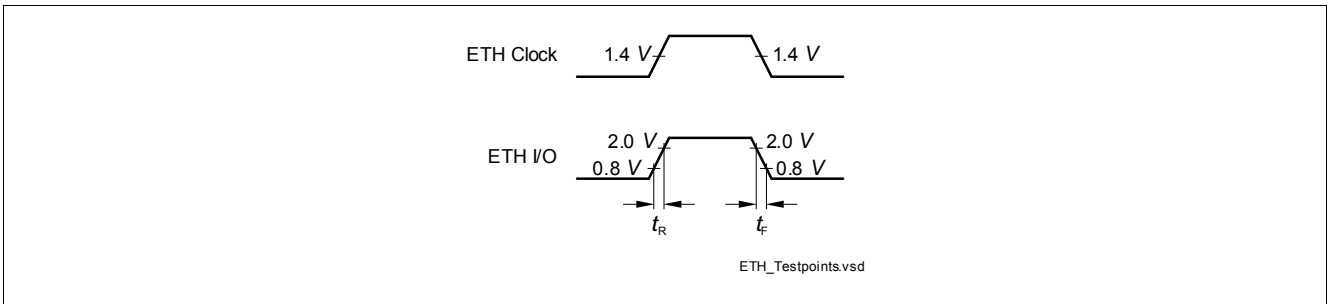 ETH Clock 1.4 V 1.4 V
2.0 V 2.0 V
ETH I/O
0.8 V 0.8 V
tR tF
ETH_Testpoints.vsd